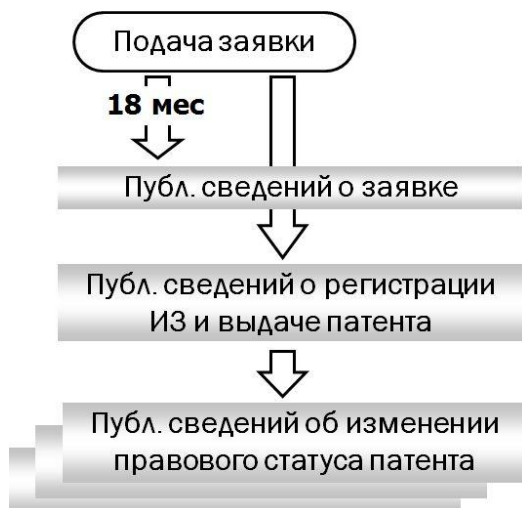 Подача заявки
18 мес
Публ. сведений о заявке
Публ. сведений о регистрации
ИЗ и выдаче патента
Публ. сведений об изменении
правового статуса патента